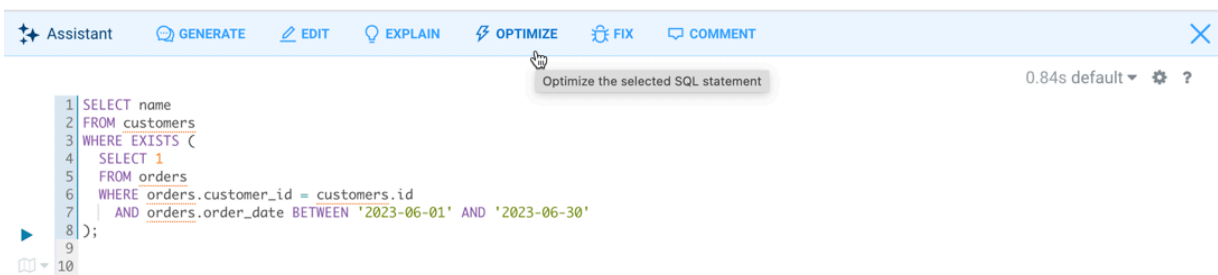 Assistant GENERATE EDIT EXPLAIN OPTIMIZE FIX COMMENT
Optimize the selected SQL statement
0.84s default ?
1 SELECT name
2 FROM customers
3 WHERE EXISTS (
4   SELECT 1
5   FROM orders
6   WHERE orders.customer_id = customers.id
7     AND orders.order_date BETWEEN '2023-06-01' AND '2023-06-30'
8 );
9
10